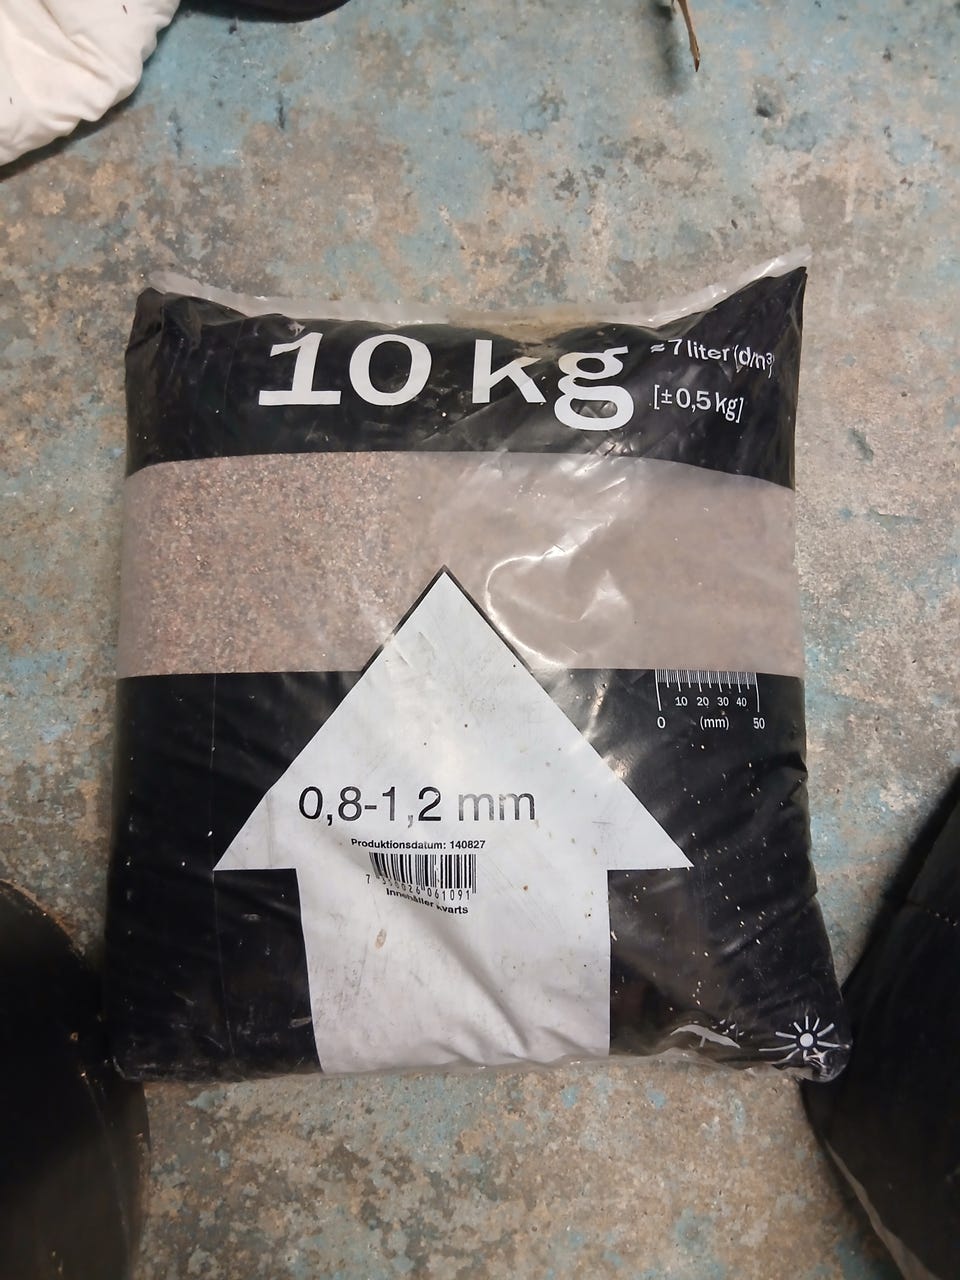 10 kg ≈7 liter (dm³)
[±0,5 kg]
10 20 30 40
0 (mm) 50
0,8-1,2 mm
Produktionsdatum: 140827
061091
Innehåller kvarts